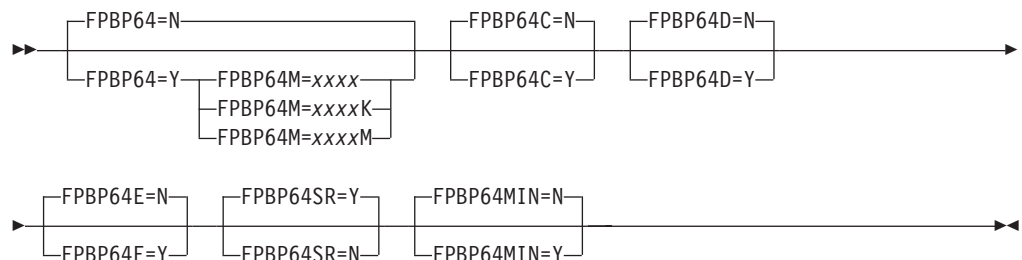 FPBP64=N FPBP64C=N FPBP64D=N
FPBP64=Y FPBP64M=xxxx FPBP64C=Y FPBP64D=Y
FPBP64M=xxxxK
FPBP64M=xxxxM
FPBP64E=N FPBP64SR=Y FPBP64MIN=N
FPBP64E=Y FPBP64SR=N FPBP64MIN=Y